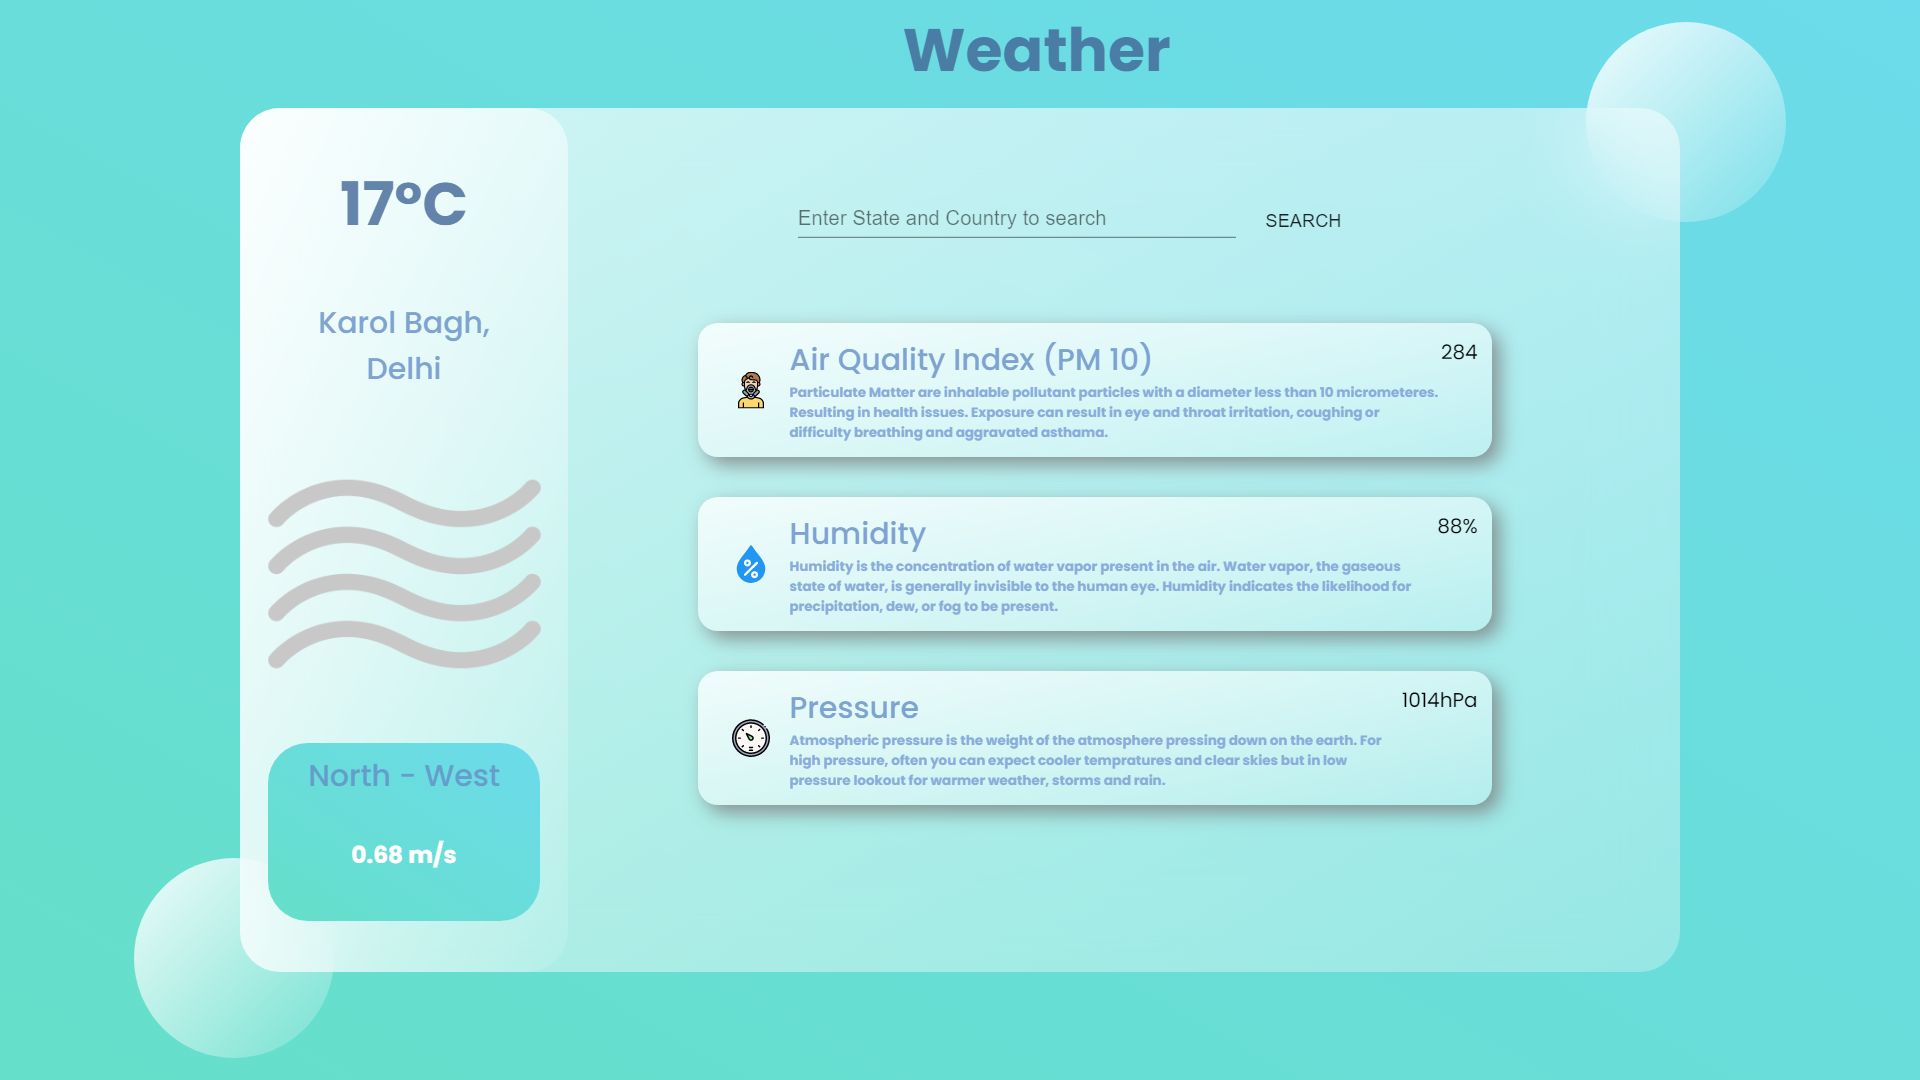 Weather
17°C
Karol Bagh,
Delhi
North - West
0.68 m/s
Enter State and Country to search
SEARCH
Air Quality Index (PM 10)
284
Particulate Matter are inhalable pollutant particles with a diameter less than 10 micrometeres.
Resulting in health issues. Exposure can result in eye and throat irritation, coughing or
difficulty breathing and aggravated asthama.
Humidity
88%
Humidity is the concentration of water vapor present in the air. Water vapor, the gaseous
state of water, is generally invisible to the human eye. Humidity indicates the likelihood for
precipitation, dew, or fog to be present.
Pressure
1014hPa
Atmospheric pressure is the weight of the atmosphere pressing down on the earth. For
high pressure, often you can expect cooler tempratures and clear skies but in low
pressure lookout for warmer weather, storms and rain.